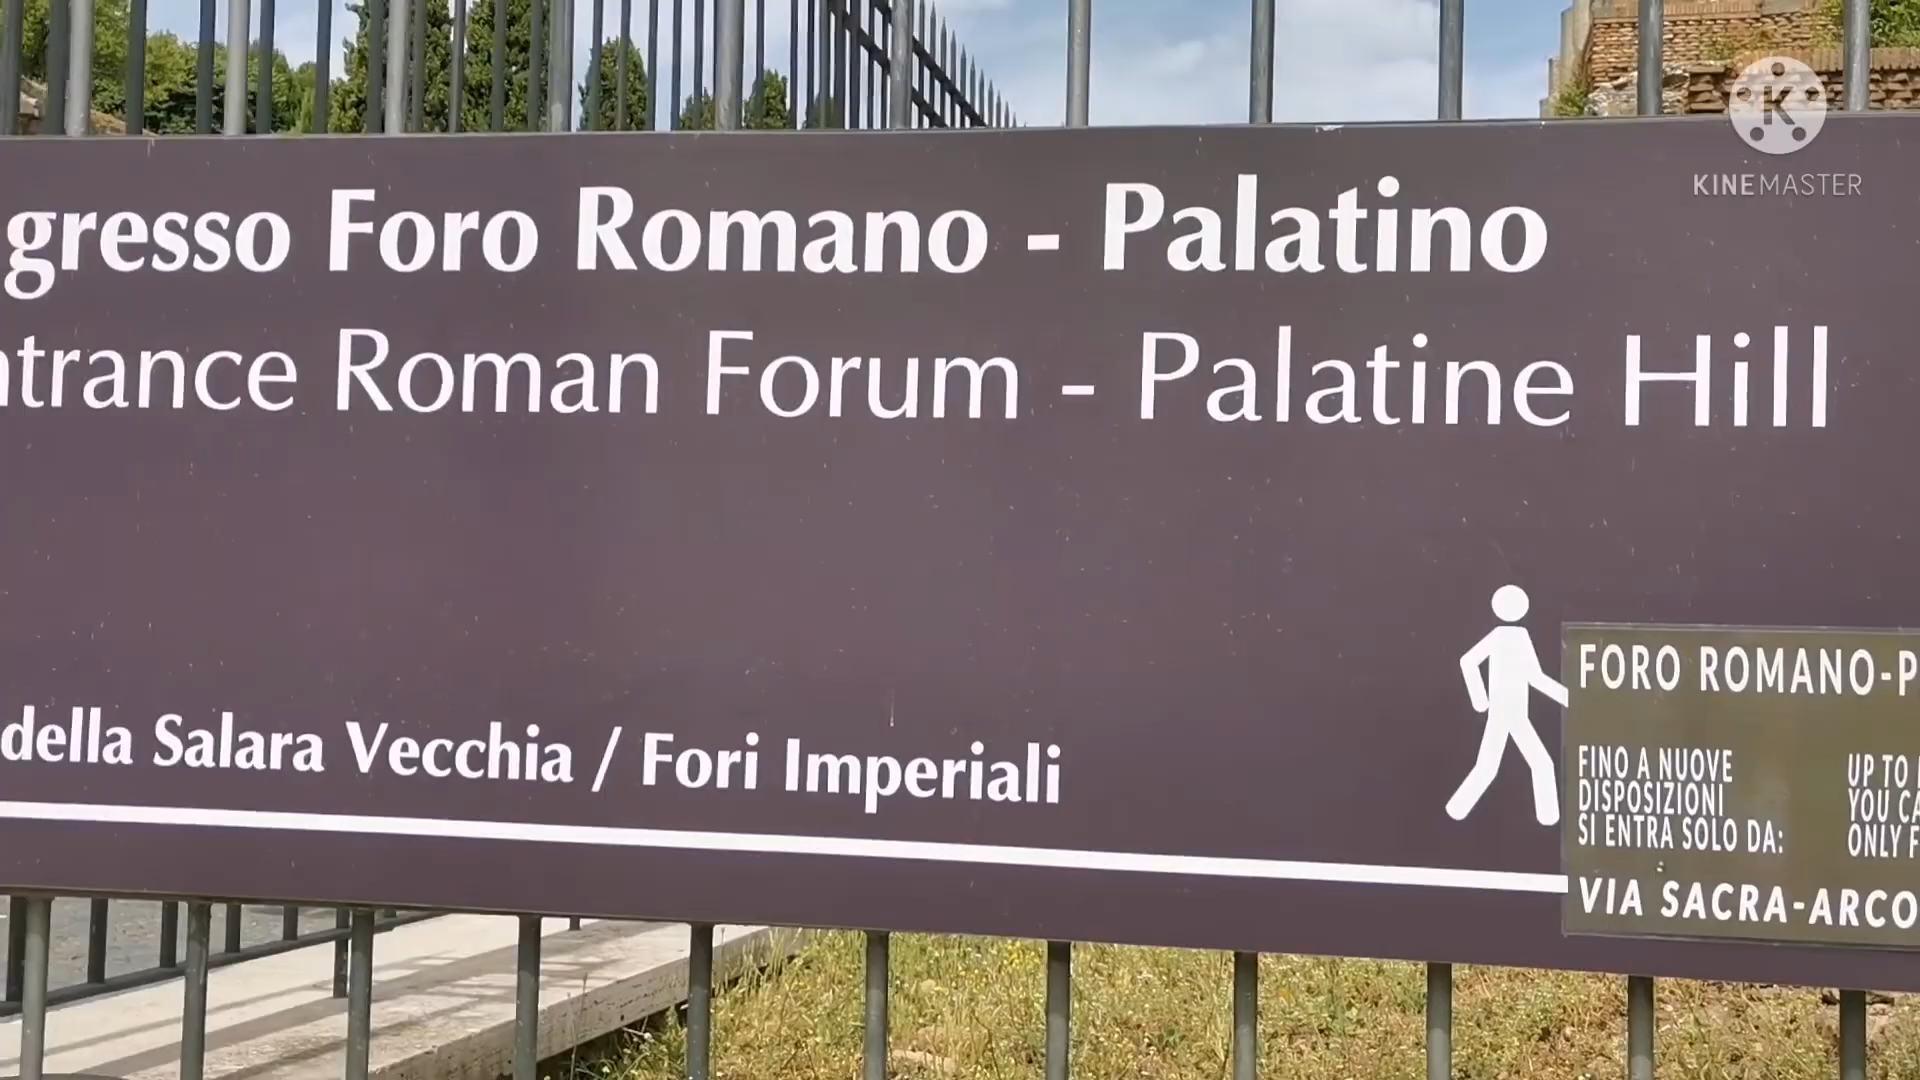 gresso Foro Romano - Palatino
ntrance Roman Forum - Palatine Hill
della Salara Vecchia / Fori Imperiali
FORO ROMANO-P
FINO A NUOVE
DISPOSIZIONI
SI ENTRA SOLO DA:
UP TO
YOU CA
ONLY F
VIA SACRA-ARCO
K
KINEMASTER